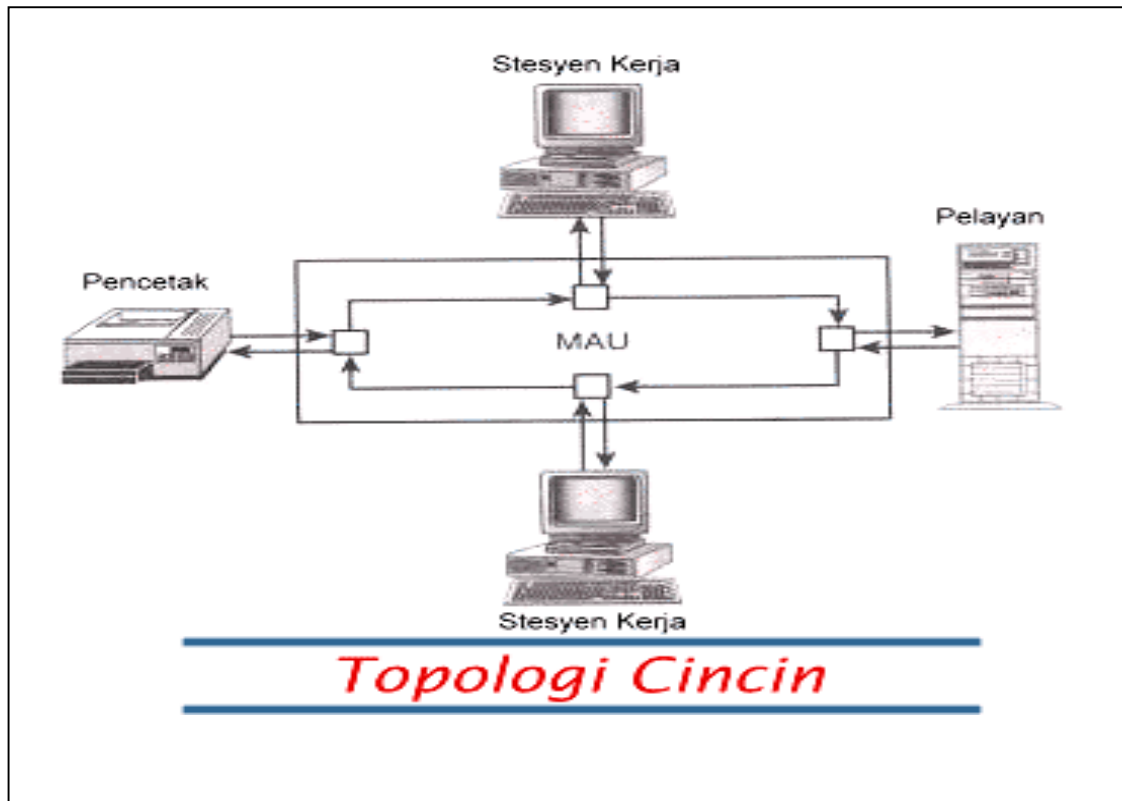 Stesyen Kerja
Pelayan
Pencetak
MAU
Stesyen Kerja
Topologi Cincin